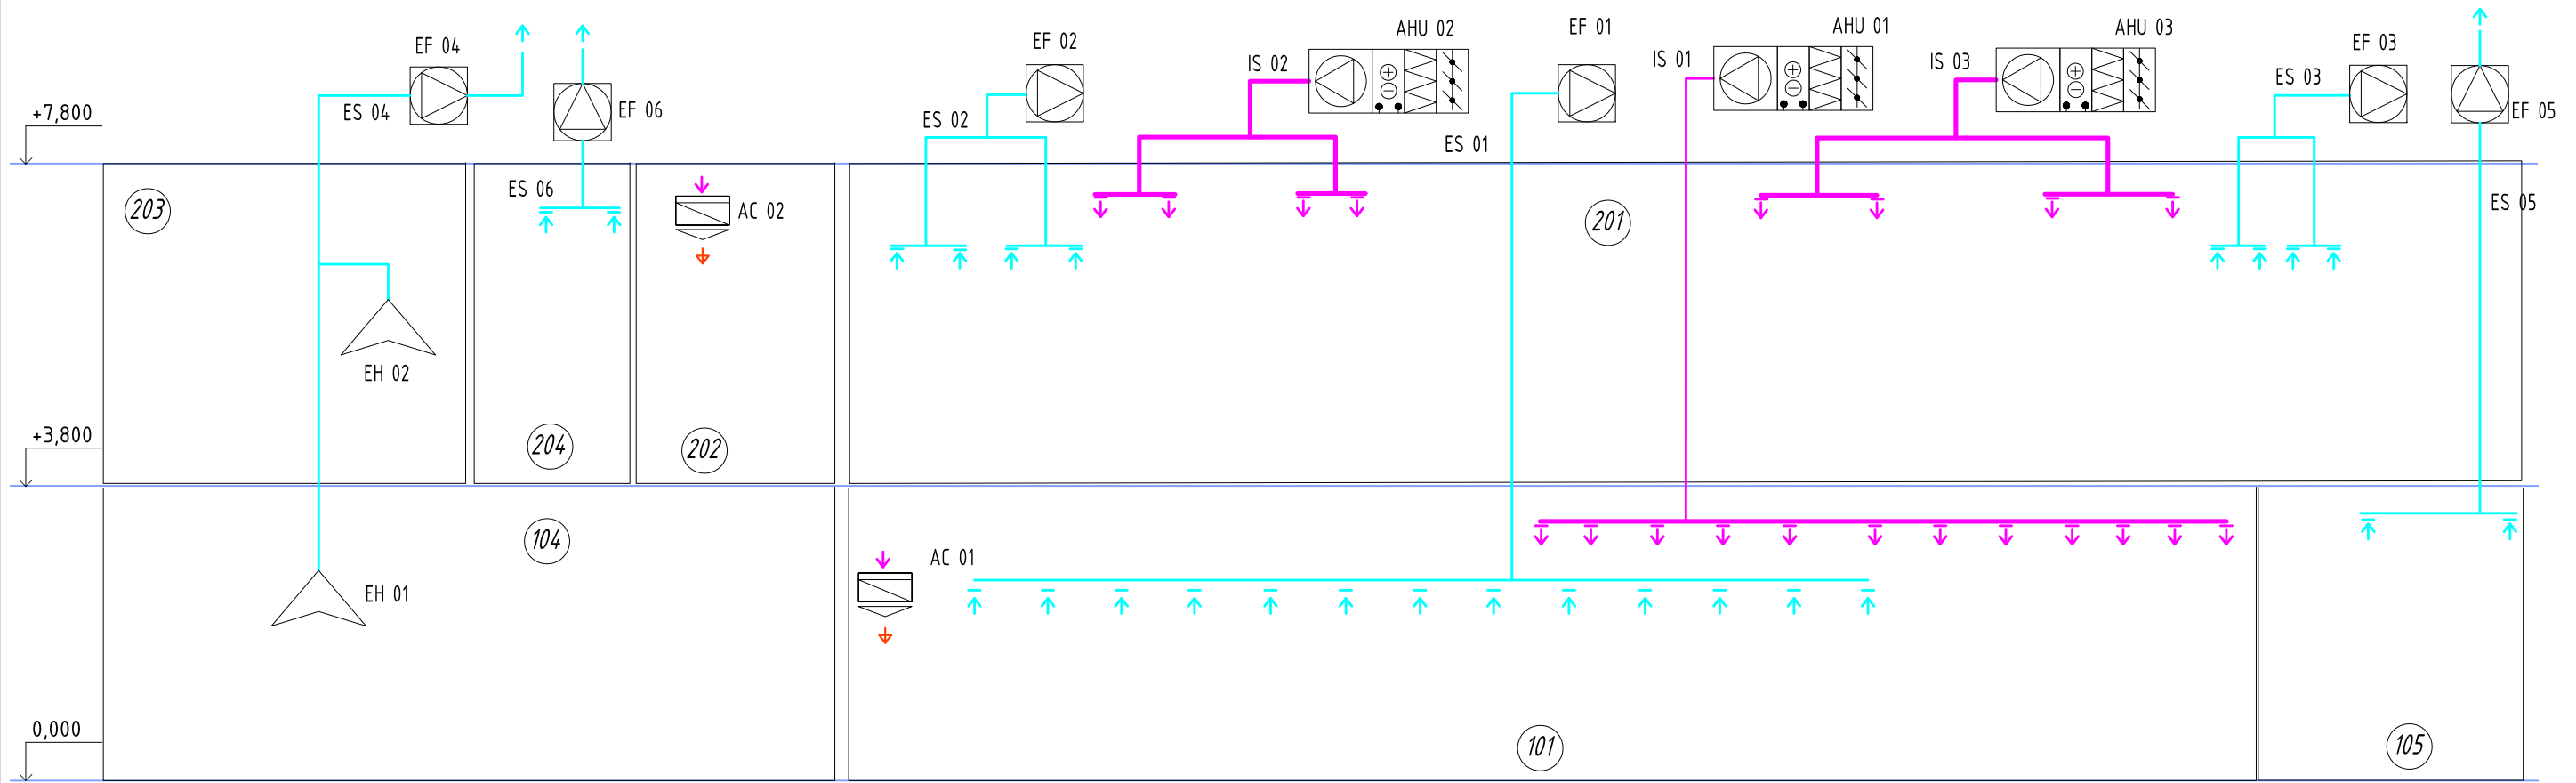 EF 04
EF 06
ES 04
EF 02
ES 02
IS 02
AHU 02
EF 01
ES 01
IS 01
AHU 01
IS 03
AHU 03
EF 03
ES 03
EF 05
ES 05
+7,800
203
ES 06
AC 02
201
EH 02
+3,800
204
202
104
EH 01
AC 01
0,000
101
105